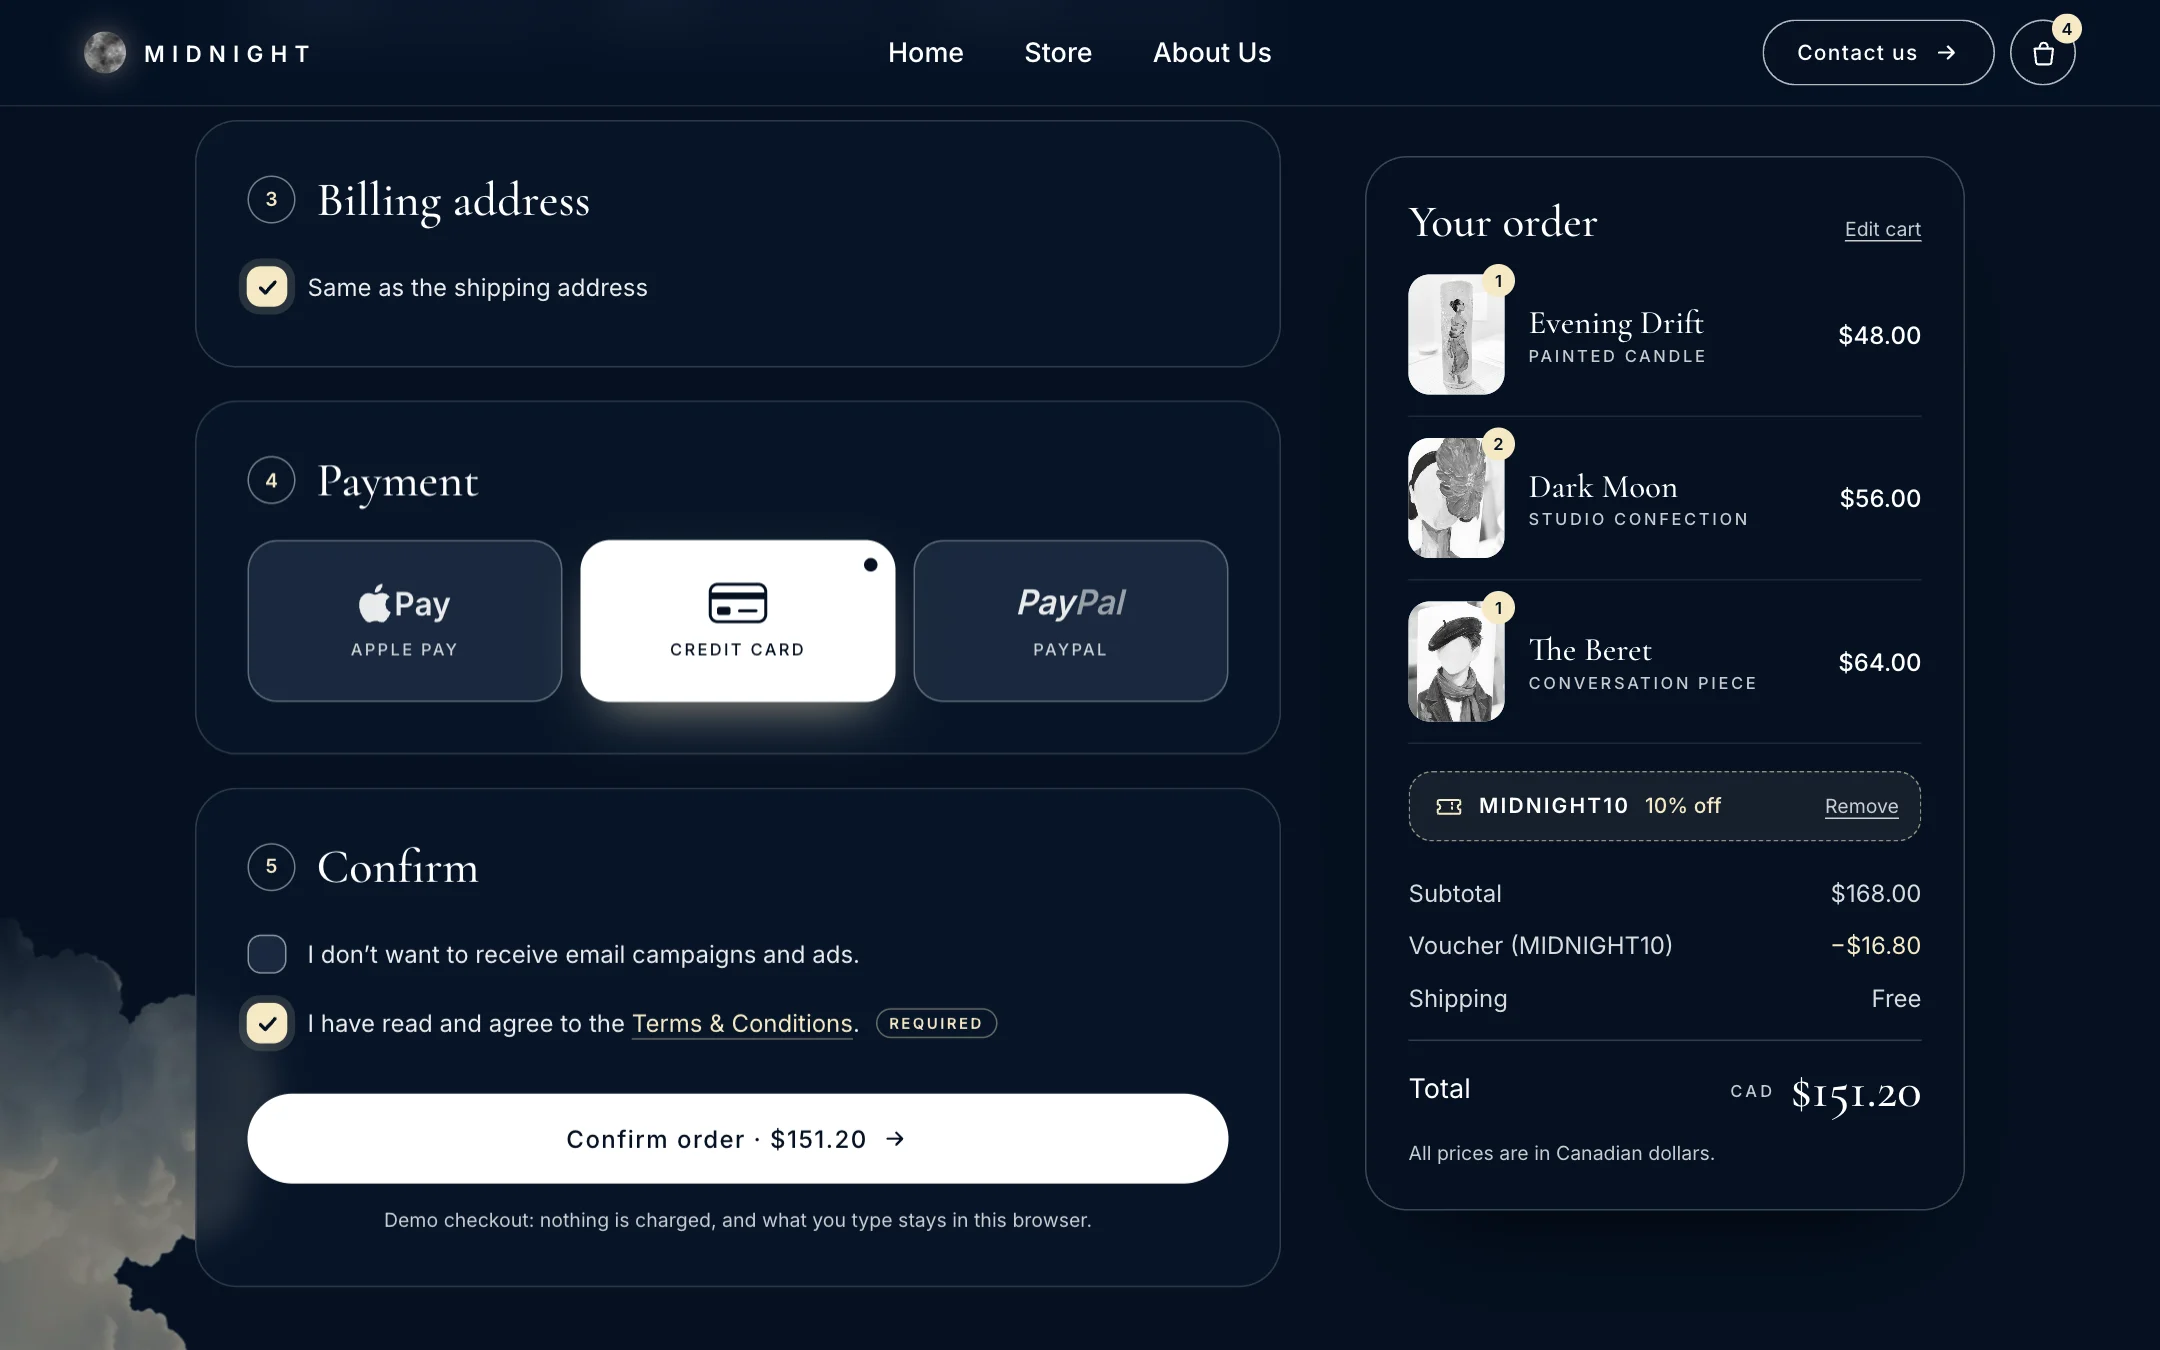 MIDNIGHT
Home
Store
About Us
Contact us →
4
3
Billing address
Same as the shipping address
4
Payment
Pay
APPLE PAY
CREDIT CARD
PayPal
PAYPAL
5
Confirm
I don’t want to receive email campaigns and ads.
I have read and agree to the Terms & Conditions. REQUIRED
Confirm order · $151.20 →
Demo checkout: nothing is charged, and what you type stays in this browser.
Your order
Edit cart
1
Evening Drift
PAINTED CANDLE
$48.00
2
Dark Moon
STUDIO CONFECTION
$56.00
1
The Beret
CONVERSATION PIECE
$64.00
MIDNIGHT10 10% off Remove
Subtotal $168.00
Voucher (MIDNIGHT10) −$16.80
Shipping Free
Total CAD $151.20
All prices are in Canadian dollars.